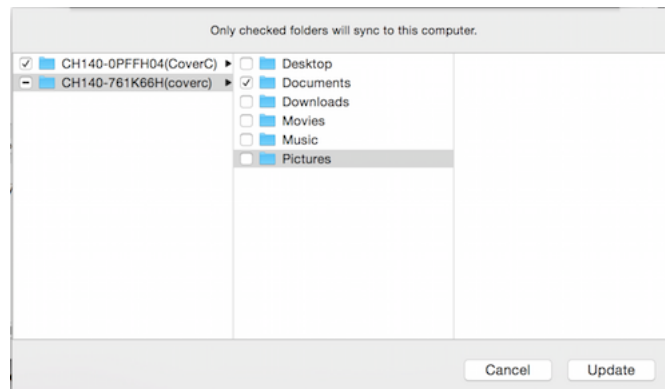 Only checked folders will sync to this computer.
CH140-0PFFH04(CoverC)
CH140-761K66H(coverc)
Desktop
Documents
Downloads
Movies
Music
Pictures
Cancel
Update